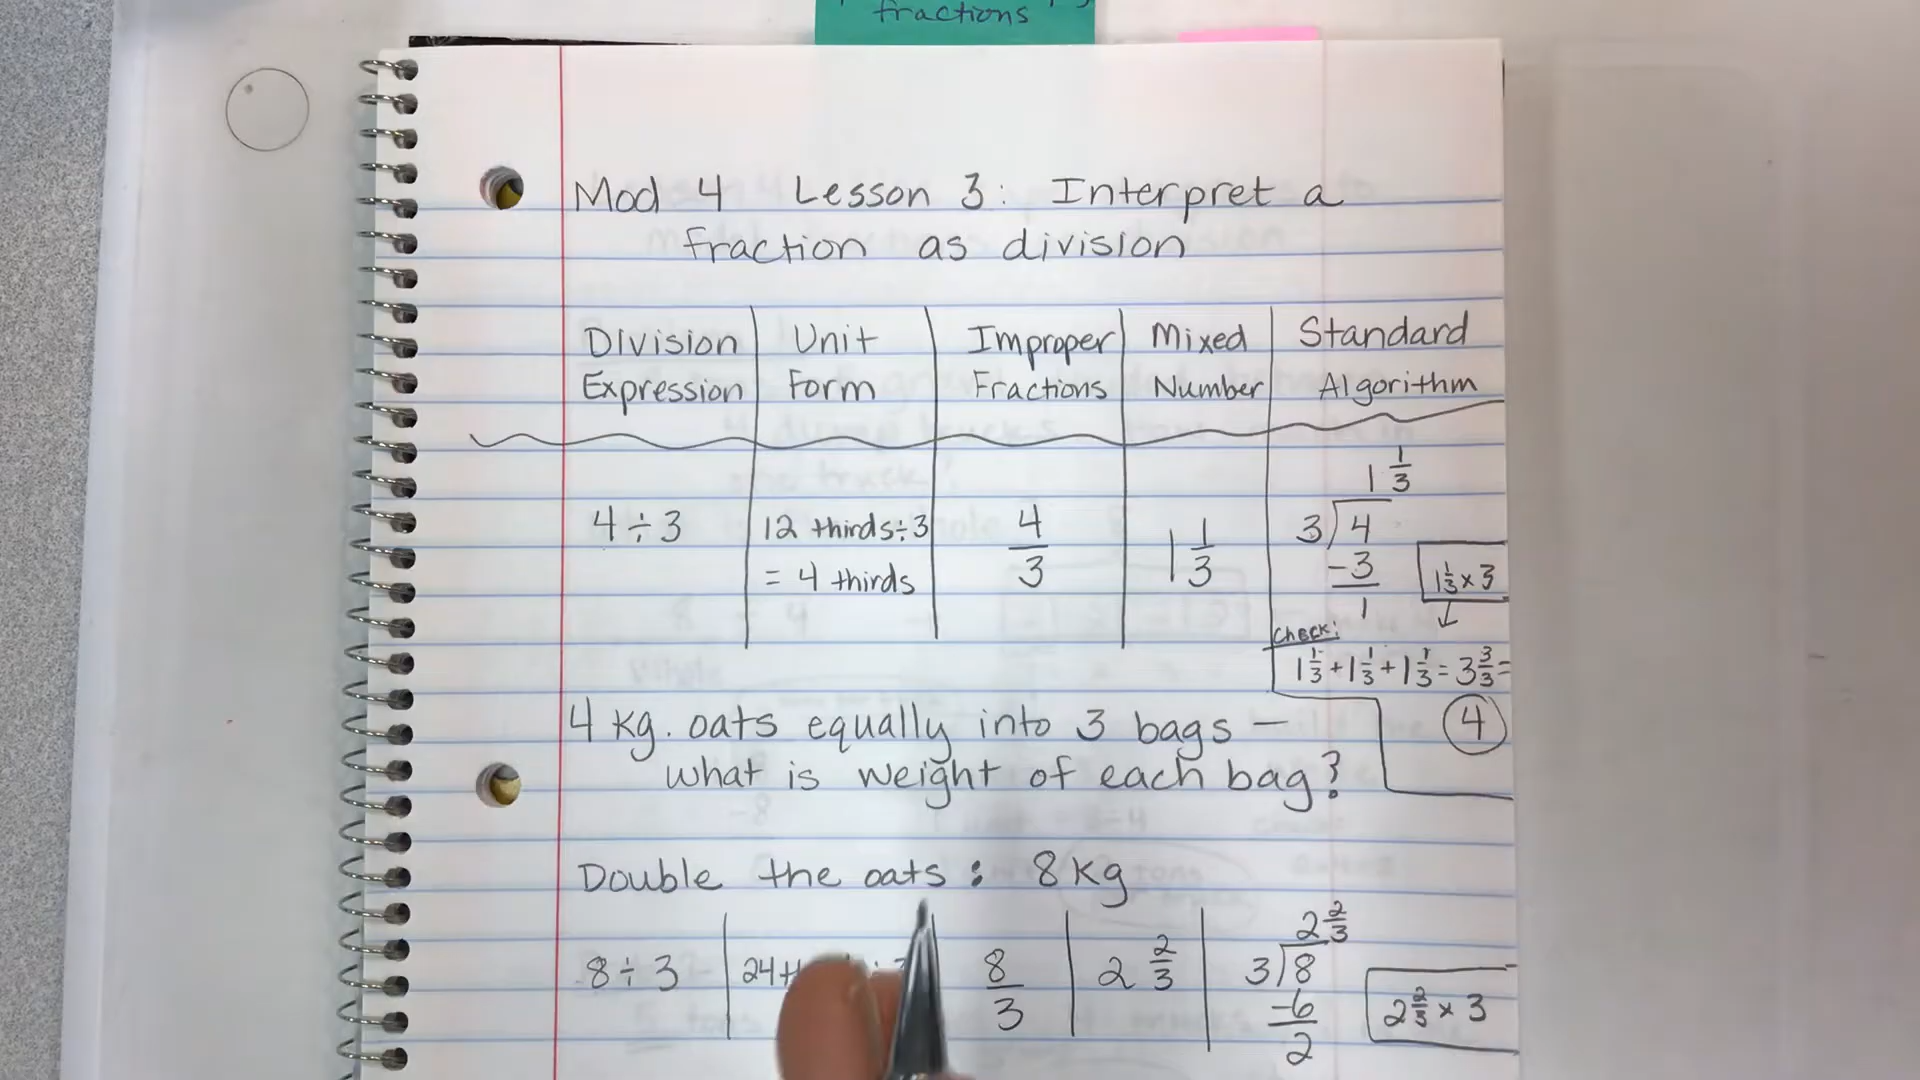 fractions
Mod 4 Lesson 3: Interpret a
fraction as division
Division Expression | Unit Form | Improper Fractions | Mixed Number | Standard Algorithm
4 ÷ 3 | 12 thirds ÷ 3 = 4 thirds | 4/3 | 1 1/3 | 1 1/3
3)4
-3
1
1 1/3 × 3
Check:
1 1/3 + 1 1/3 + 1 1/3 = 3 3/3 =
4
4 kg. oats equally into 3 bags —
what is weight of each bag?
Double the oats: 8 kg
8 ÷ 3 | 24 | 8/3 | 2 2/3 | 2 2/3
3)8
-6
2
2 2/3 × 3